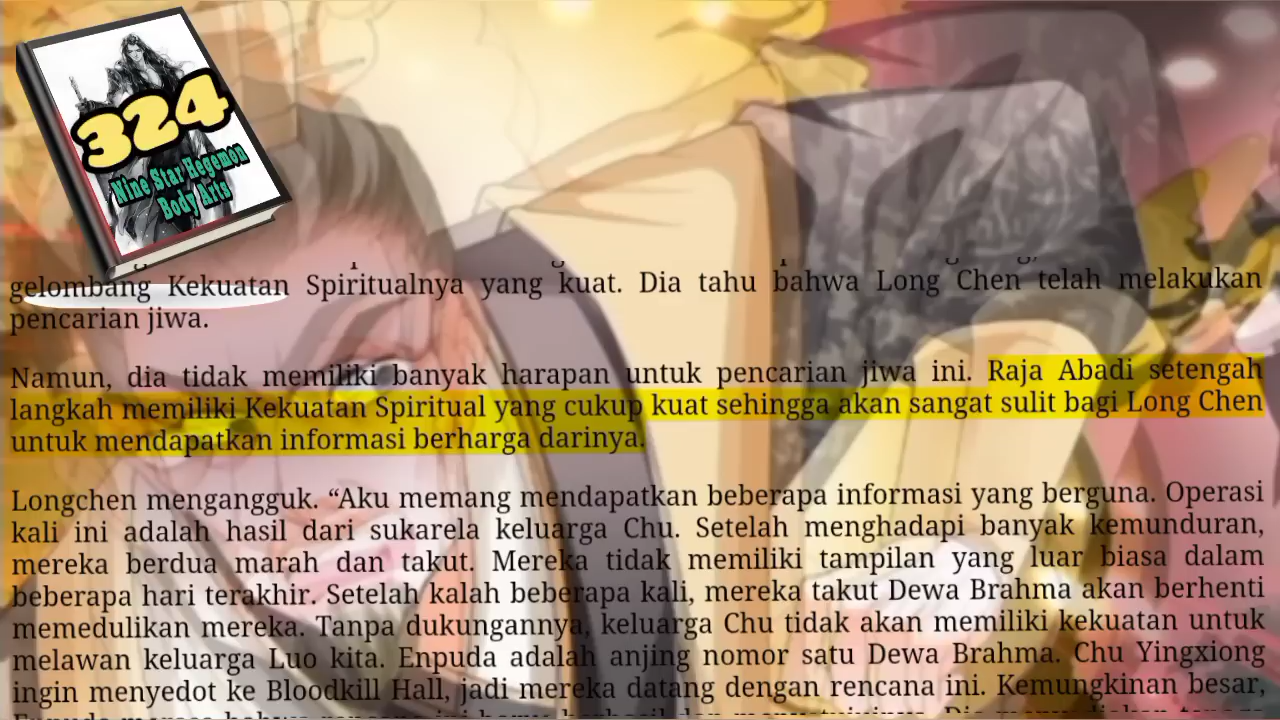 324
Nine Star Hegemon
Body Arts
gelombang Kekuatan Spiritualnya yang kuat. Dia tahu bahwa Long Chen telah melakukan
pencarian jiwa.
Namun, dia tidak memiliki banyak harapan untuk pencarian jiwa ini. Raja Abadi setengah
langkah memiliki Kekuatan Spiritual yang cukup kuat sehingga akan sangat sulit bagi Long Chen
untuk mendapatkan informasi berharga darinya.
Longchen mengangguk. “Aku memang mendapatkan beberapa informasi yang berguna. Operasi
kali ini adalah hasil dari sukarela keluarga Chu. Setelah menghadapi banyak kemunduran,
mereka berdua marah dan takut. Mereka tidak memiliki tampilan yang luar biasa dalam
beberapa hari terakhir. Setelah kalah beberapa kali, mereka takut Dewa Brahma akan berhenti
memedulikan mereka. Tanpa dukungannya, keluarga Chu tidak akan memiliki kekuatan untuk
melawan keluarga Luo kita. Enpuda adalah anjing nomor satu Dewa Brahma. Chu Yingxiong
ingin menyedot ke Bloodkill Hall, jadi mereka datang dengan rencana ini. Kemungkinan besar,